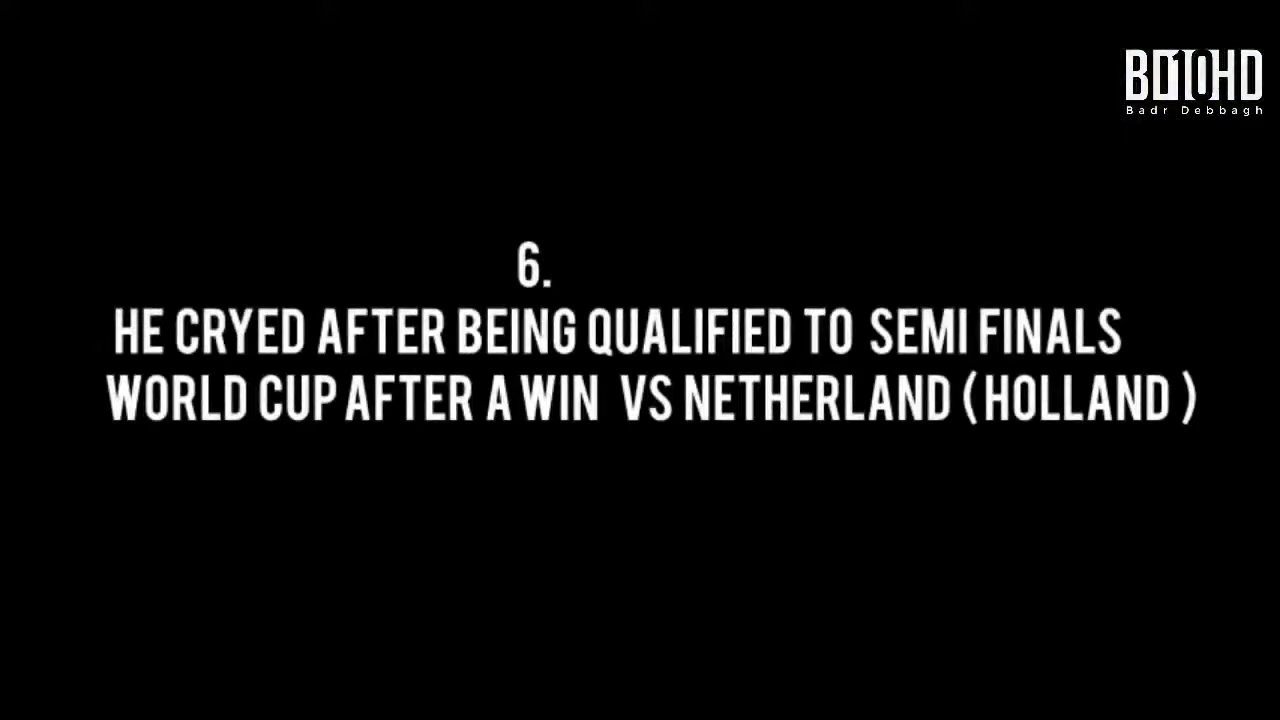 BD10HD
Badr Debbagh
6.
HE CRYED AFTER BEING QUALIFIED TO SEMI FINALS
WORLD CUP AFTER A WIN VS NETHERLAND ( HOLLAND )